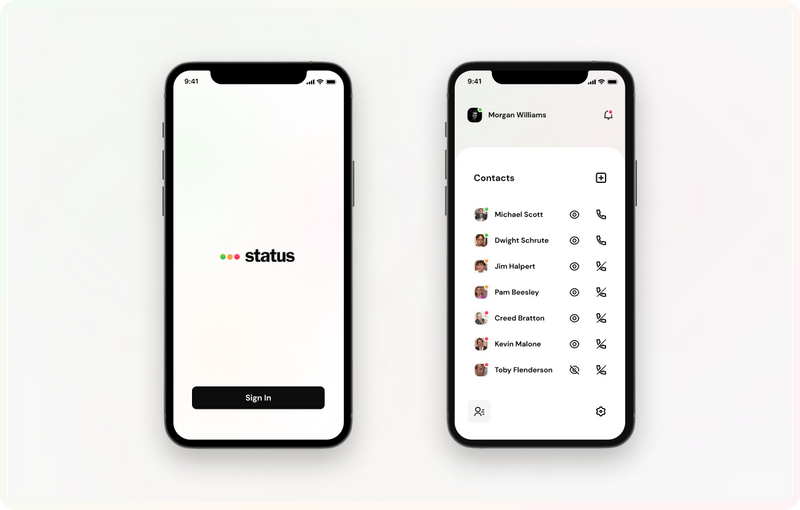 9:41
status
Sign In
9:41
Morgan Williams
Contacts
Michael Scott
Dwight Schrute
Jim Halpert
Pam Beesley
Creed Bratton
Kevin Malone
Toby Flenderson